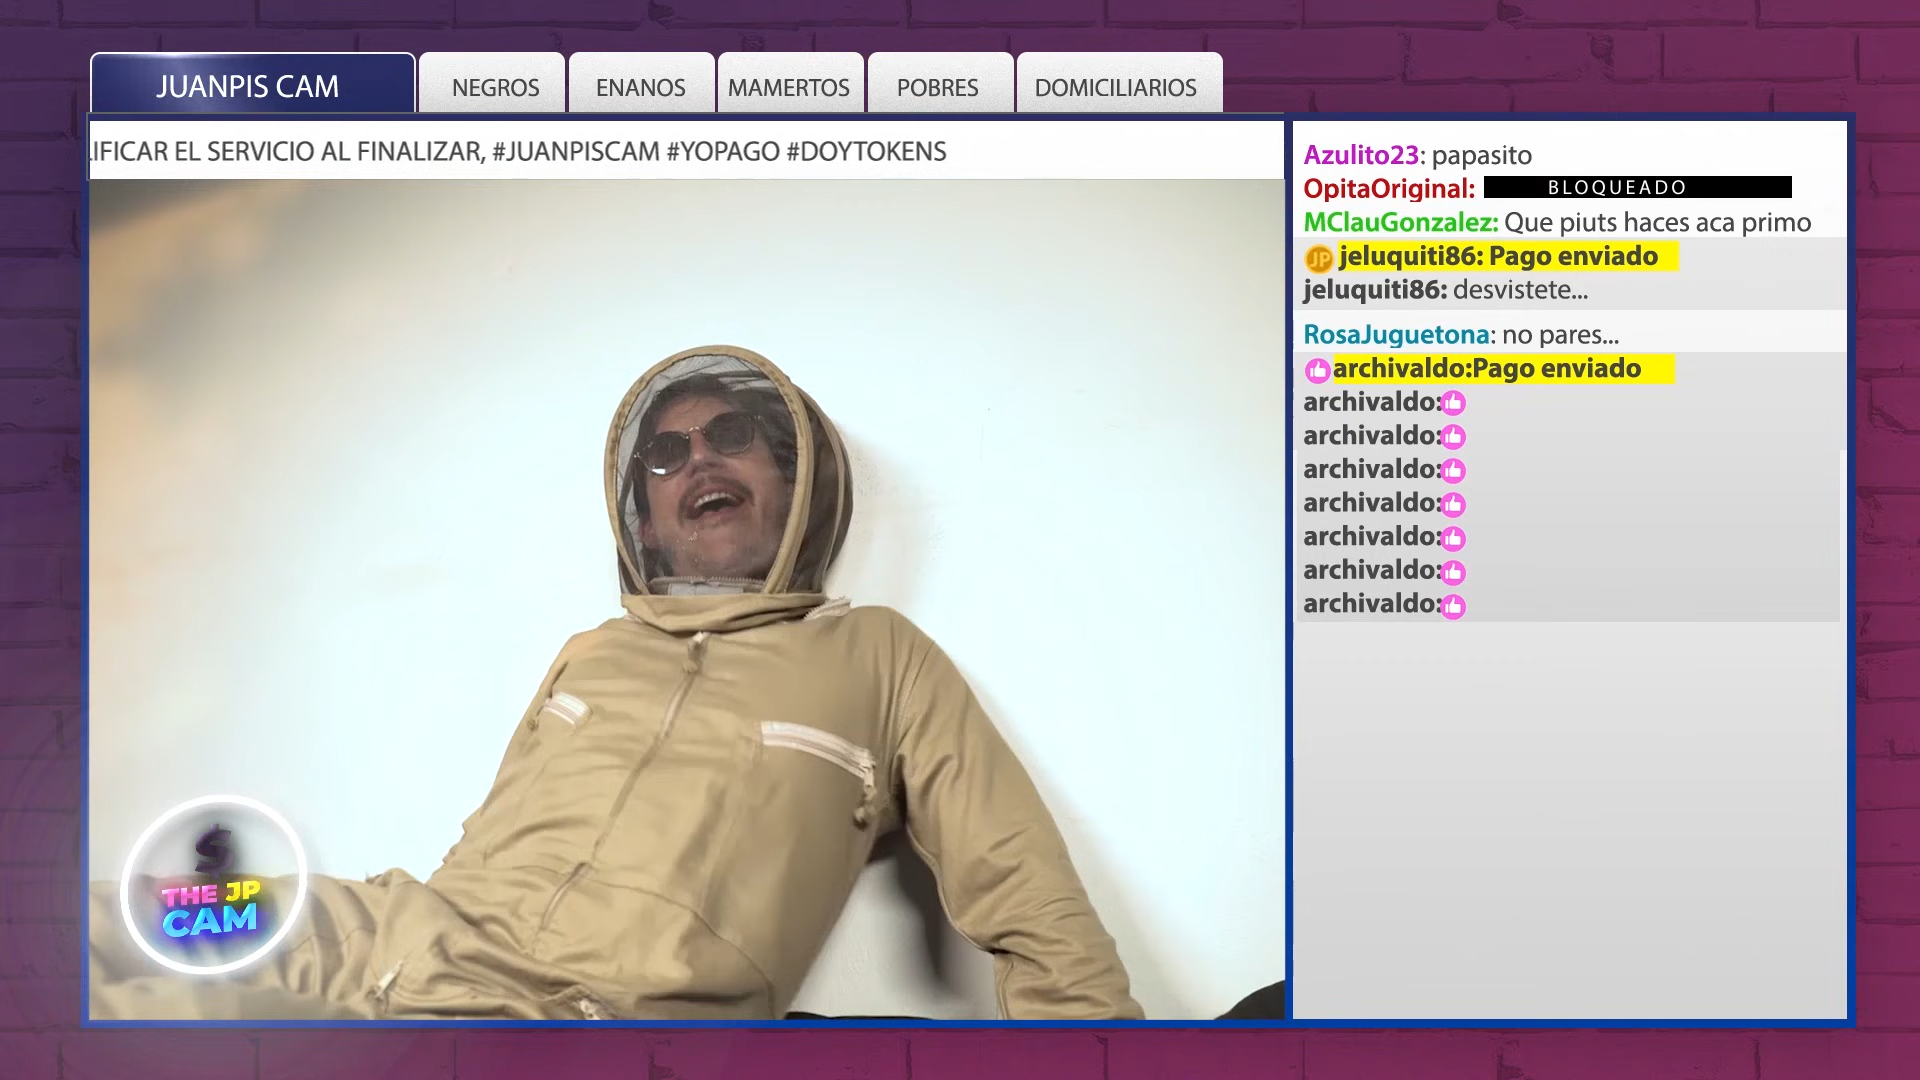 JUANPIS CAM
NEGROS
ENANOS
MAMERTOS
POBRES
DOMICILIARIOS
IFICAR EL SERVICIO AL FINALIZAR, #JUANPISCAM #YOPAGO #DOYTOKENS
Azulito23: papasito
OpitaOriginal: BLOQUEADO
MClauGonzalez: Que piuts haces aca primo
JP jeluquiti86: Pago enviado
jeluquiti86: desvistete...
RosaJuguetona: no pares...
archivaldo:Pago enviado
archivaldo:
archivaldo:
archivaldo:
archivaldo:
archivaldo:
archivaldo:
archivaldo:
$
THE JP
CAM